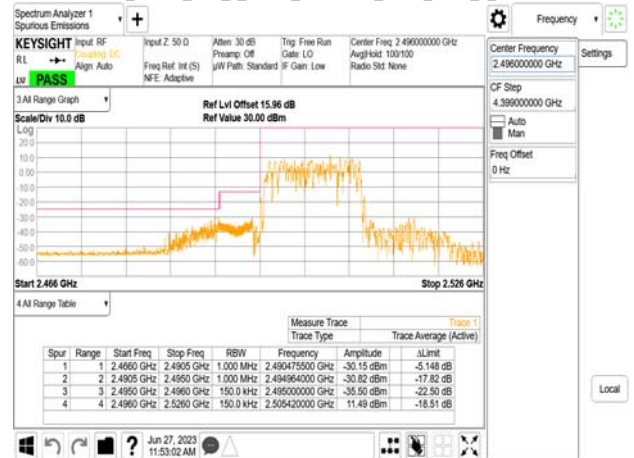 Spectrum Analyzer 1
Spurious Emissions
Frequency
KEYSIGHT
Input: RF
Coupling: DC
Align: Auto
Input Z: 50 Ω
Freq Ref: Int (S)
NFE: Adaptive
Atten: 30 dB
Preamp: Off
µW Path: Standard
Trig: Free Run
Gate: LO
IF Gain: Low
Center Freq: 2.496000000 GHz
Avg|Hold: 100/100
Radio Std: None
RL
PASS
Center Frequency
2.496000000 GHz
Settings
CF Step
4.399000000 GHz
Auto
Man
Freq Offset
0 Hz
3 All Range Graph
Scale/Div 10.0 dB
Ref Lvl Offset 15.96 dB
Ref Value 30.00 dBm
Log
20.0
10.0
0.00
-10.0
-20.0
-30.0
-40.0
-50.0
-60.0
Start 2.466 GHz
Stop 2.526 GHz
4 All Range Table
Measure Trace Trace 1
Trace Type Trace Average (Active)
Spur Range Start Freq Stop Freq RBW Frequency Amplitude ΔLimit
1 1 2.4660 GHz 2.4905 GHz 1.000 MHz 2.490475500 GHz -30.15 dBm -5.148 dB
2 2 2.4905 GHz 2.4950 GHz 1.000 MHz 2.494964000 GHz -30.82 dBm -17.82 dB
3 3 2.4950 GHz 2.4960 GHz 150.0 kHz 2.495000000 GHz -35.50 dBm -22.50 dB
4 4 2.4960 GHz 2.5260 GHz 150.0 kHz 2.505420000 GHz 11.49 dBm -18.51 dB
Local
Jun 27, 2023
11:53:02 AM